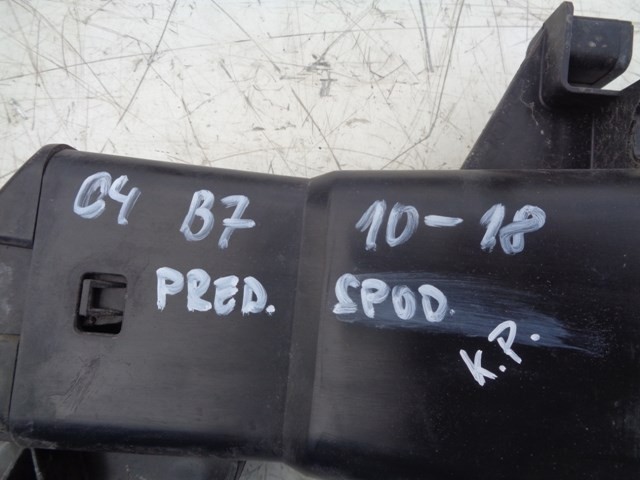 C4 B7 10-18
PRED. SPOD.
K.P.